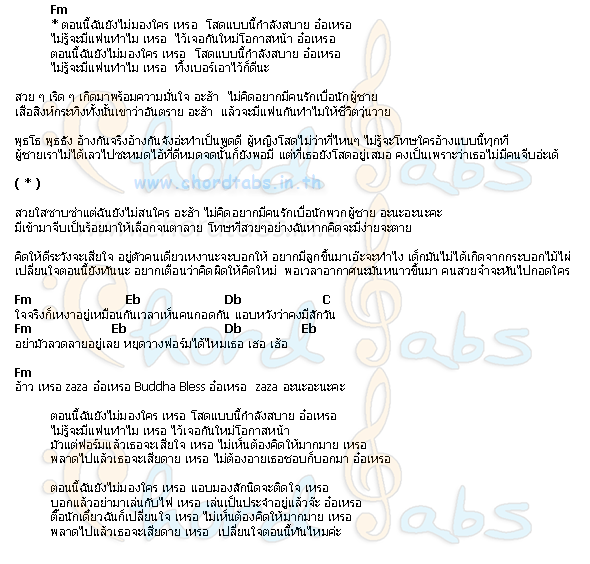 Fm
* ตอนนี้ฉันยังไม่มองใคร เหรอ โสดแบบนี้กำลังสบาย อ๋อเหรอ
ไม่รู้จะมีแฟนทำไม เหรอ ไว้เจอกันใหม่โอกาสหน้า อ๋อเหรอ
ตอนนี้ฉันยังไม่มองใคร เหรอ โสดแบบนี้กำลังสบาย อ๋อเหรอ
ไม่รู้จะมีแฟนทำไม เหรอ ทิ้งเบอร์เอาไว้ก็ดีนะ
สวย ๆ เริ่ด ๆ เกิดมาพร้อมความมั่นใจ อะฮ้า ไม่คิดอยากมีคนรักเบื่อนักผู้ชาย
เสือสิงห์กระทิงทั้งนั้นเขาว่าอันตราย อะฮ้า แล้วจะมีแฟนกันทำไมให้ชีวิตวุ่นวาย
พุธโธ่ พุธธัง อ้างกันจริงอ้างกันจังอ่ะทำเป็นพูดดี ผู้หญิงโสดไม่ว่าที่ไหนๆ ไม่รู้จะโทษใครอ้างแบบนี้ทุกที
ผู้ชายเราไม่ได้เลวไปซะหมดไอ้ที่ดีหมดจดนั้นก็ยังพอมี แต่ที่เธอยังโสดอยู่เสมอ คงเป็นเพราะว่าเธอไม่มีคนจีบอ่ะเด้
( * )
www.chordtabs.in.th
สวยใสซาบซ่าแต่ฉันยังไม่สนใคร อะฮ้า ไม่คิดอยากมีคนรักเบื่อนักพวกผู้ชาย อะนะอะนะคะ
มีเข้ามาจีบเป็นร้อยมาให้เลือกจนตาลาย โทษทีสวยๆอย่างฉันหากคิดจะมีง่ายจะตาย
คิดให้ดีระวังจะเสียใจ อยู่ตัวคนเดียวเหงานะจะบอกให้ อยากมีลูกขึ้นมาเอ๊ะจะทำไง เด็กมันไม่ได้เกิดจากกระบอกไม้ไผ่
เปลี่ยนใจตอนนี้ยังทันนะ อยากเตือนว่าคิดผิดให้คิดใหม่ พอเวลาอากาศนะมันหนาวขึ้นมา คนสวยจ๋าจะหันไปกอดใคร
Fm Eb Db C
ใจจริงก็เหงาอยู่เหมือนกันเวลาเห็นคนกอดกัน แอบหวังว่าคงมีสักวัน
Fm Eb Db Eb
อย่ามัวลวดลายอยู่เลย หยุดวางฟอร์มได้ไหมเธอ เธอ เฮ้อ
Fm
อ้าว เหรอ zaza อ๋อเหรอ Buddha Bless อ๋อเหรอ zaza อะนะอะนะคะ
ตอนนี้ฉันยังไม่มองใคร เหรอ โสดแบบนี้กำลังสบาย อ๋อเหรอ
ไม่รู้จะมีแฟนทำไม เหรอ ไว้เจอกันใหม่โอกาสหน้า
มัวแต่ฟอร์มแล้วเธอจะเสียใจ เหรอ ไม่เห็นต้องคิดให้มากมาย เหรอ
พลาดไปแล้วเธอจะเสียดาย เหรอ ไม่ต้องอายเธอชอบก็บอกมา อ๋อเหรอ
ตอนนี้ฉันยังไม่มองใคร เหรอ แอบมองสักนิดจะติดใจ เหรอ
บอกแล้วอย่ามาเล่นกับไฟ เหรอ เล่นเป็นประจำอยู่แล้วจ๊ะ อ๋อเหรอ
ดื้อนักเดี๋ยวฉันก็เปลี่ยนใจ เหรอ ไม่เห็นต้องคิดให้มากมาย เหรอ
พลาดไปแล้วเธอจะเสียดาย เหรอ เปลี่ยนใจตอนนี้ทันไหมค่ะ